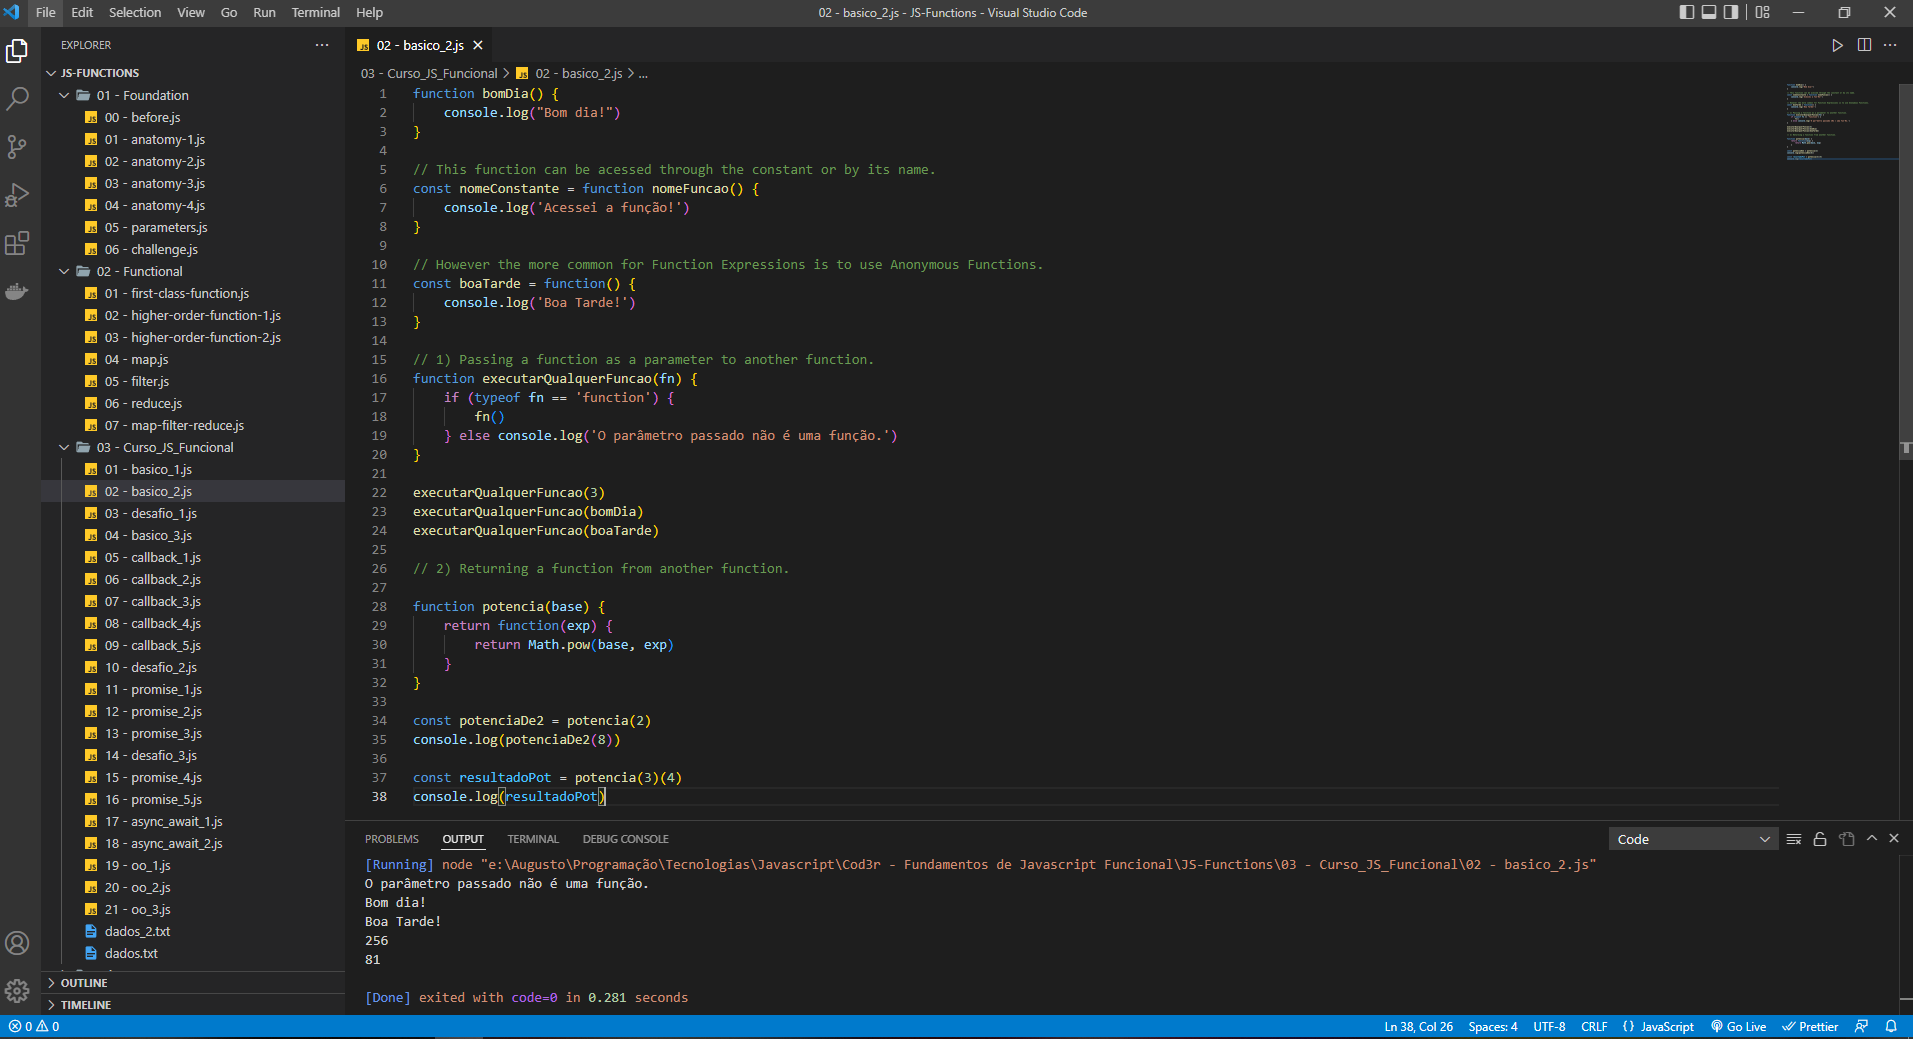 File Edit Selection View Go Run Terminal Help
02 - basico_2.js - JS-Functions - Visual Studio Code
EXPLORER
JS-FUNCTIONS
01 - Foundation
00 - before.js
01 - anatomy-1.js
02 - anatomy-2.js
03 - anatomy-3.js
04 - anatomy-4.js
05 - parameters.js
06 - challenge.js
02 - Functional
01 - first-class-function.js
02 - higher-order-function-1.js
03 - higher-order-function-2.js
04 - map.js
05 - filter.js
06 - reduce.js
07 - map-filter-reduce.js
03 - Curso_JS_Funcional
01 - basico_1.js
02 - basico_2.js
03 - desafio_1.js
04 - basico_3.js
05 - callback_1.js
06 - callback_2.js
07 - callback_3.js
08 - callback_4.js
09 - callback_5.js
10 - desafio_2.js
11 - promise_1.js
12 - promise_2.js
13 - promise_3.js
14 - desafio_3.js
15 - promise_4.js
16 - promise_5.js
17 - async_await_1.js
18 - async_await_2.js
19 - oo_1.js
20 - oo_2.js
21 - oo_3.js
dados_2.txt
dados.txt
OUTLINE
TIMELINE
JS 02 - basico_2.js
03 - Curso_JS_Funcional > JS 02 - basico_2.js > ...
1 function bomDia() {
2 console.log("Bom dia!")
3 }
4
5 // This function can be acessed through the constant or by its name.
6 const nomeConstante = function nomeFuncao() {
7 console.log('Acessei a função!')
8 }
9
10 // However the more common for Function Expressions is to use Anonymous Functions.
11 const boaTarde = function() {
12 console.log('Boa Tarde!')
13 }
14
15 // 1) Passing a function as a parameter to another function.
16 function executarQualquerFuncao(fn) {
17 if (typeof fn == 'function') {
18 fn()
19 } else console.log('O parâmetro passado não é uma função.')
20 }
21
22 executarQualquerFuncao(3)
23 executarQualquerFuncao(bomDia)
24 executarQualquerFuncao(boaTarde)
25
26 // 2) Returning a function from another function.
27
28 function potencia(base) {
29 return function(exp) {
30 return Math.pow(base, exp)
31 }
32 }
33
34 const potenciaDe2 = potencia(2)
35 console.log(potenciaDe2(8))
36
37 const resultadoPot = potencia(3)(4)
38 console.log(resultadoPot)
PROBLEMS OUTPUT TERMINAL DEBUG CONSOLE
Code
[Running] node "e:\Augusto\Programação\Tecnologias\Javascript\Cod3r - Fundamentos de Javascript Funcional\JS-Functions\03 - Curso_JS_Funcional\02 - basico_2.js"
O parâmetro passado não é uma função.
Bom dia!
Boa Tarde!
256
81
[Done] exited with code=0 in 0.281 seconds
0 0
Ln 38, Col 26 Spaces: 4 UTF-8 CRLF {} JavaScript Go Live Prettier